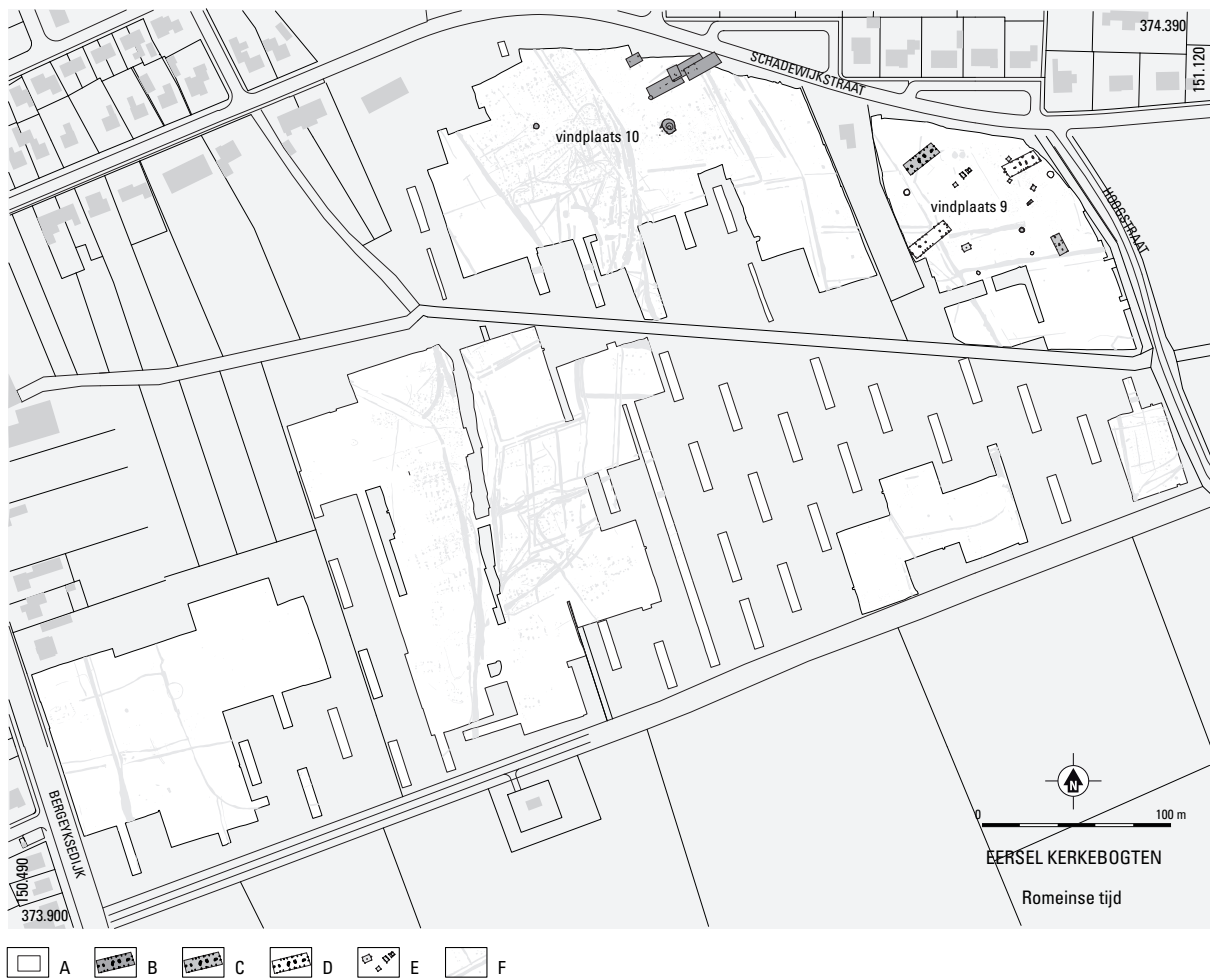 374.390
151.120
SCHADEWIJKSTRAAT
vindplaats 10
HOOGSTRAAT
vindplaats 9
BERGEYKSEDIJK
N
0 100 m
EERSEL KERKEBOGTEN
Romeinse tijd
150.490
373.900
A B C D E F